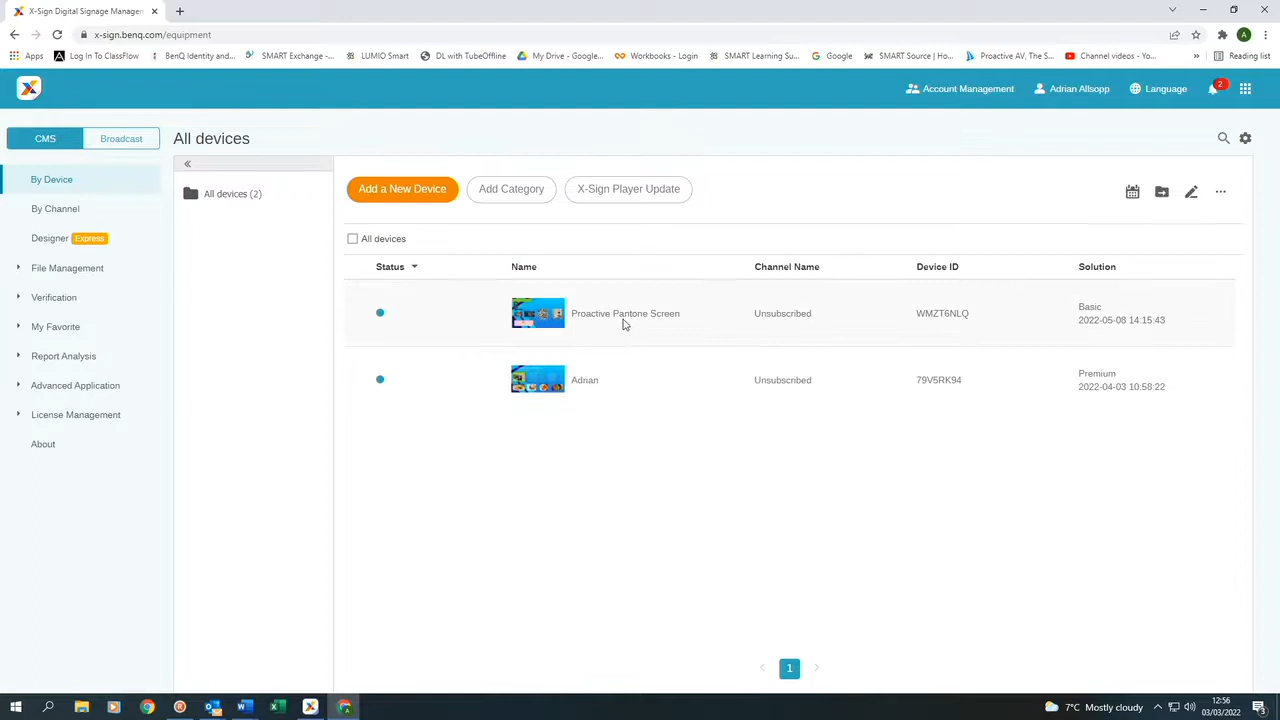 X-Sign Digital Signage Manager
x-sign.benq.com/equipment
Apps
Log In To ClassFlow
BenQ Identity and...
SMART Exchange -...
LUMIO Smart
DL with TubeOffline
My Drive - Google...
Workbooks - Login
SMART Learning Su...
Google
SMART Source | Ho...
Proactive AV, The S...
Channel videos - Yo...
»
Reading list
Account Management
Adrian Allsopp
Language
2
CMS
Broadcast
All devices
By Device
By Channel
Designer Express
File Management
Verification
My Favorite
Report Analysis
Advanced Application
License Management
About
All devices (2)
Add a New Device
Add Category
X-Sign Player Update
All devices
Status Name Channel Name Device ID Solution
Proactive Pantone Screen Unsubscribed WMZT6NLQ Basic
2022-05-08 14:15:43
Adrian Unsubscribed 79V5RK94 Premium
2022-04-03 10:58:22
1
7°C Mostly cloudy
12:56
03/03/2022